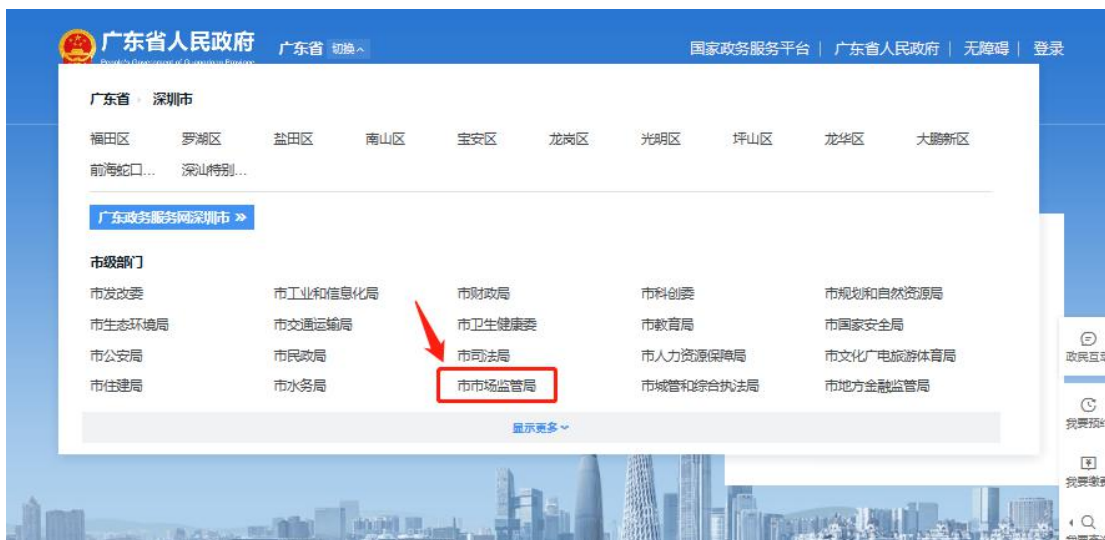 广东省人民政府 广东省 切换 国家政务服务平台 | 广东省人民政府 | 无障碍 | 登录
广东省 深圳市
福田区 罗湖区 盐田区 南山区 宝安区 龙岗区 光明区 坪山区 龙华区 大鹏新区
前海蛇口... 深汕特别...
广东政务服务网深圳市 »
市级部门
市发改委 市工业和信息化局 市财政局 市科创委 市规划和自然资源局
市生态环境局 市交通运输局 市卫生健康委 市教育局 市国家安全局
市公安局 市民政局 市司法局 市人力资源保障局 市文化广电旅游体育局
市住建局 市水务局 市市场监管局 市城管和综合执法局 市地方金融监管局
显示更多
政民互
我要预
我要缴